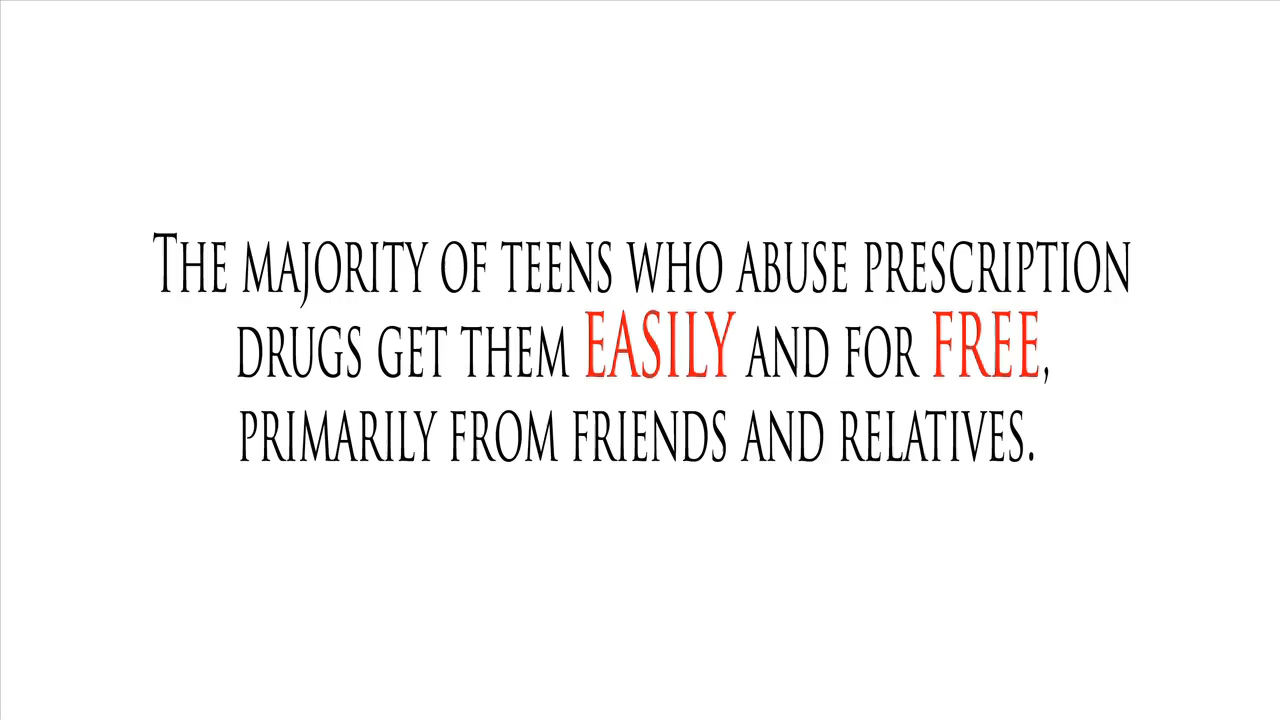 The majority of teens who abuse prescription
drugs get them EASILY and for FREE,
primarily from friends and relatives.